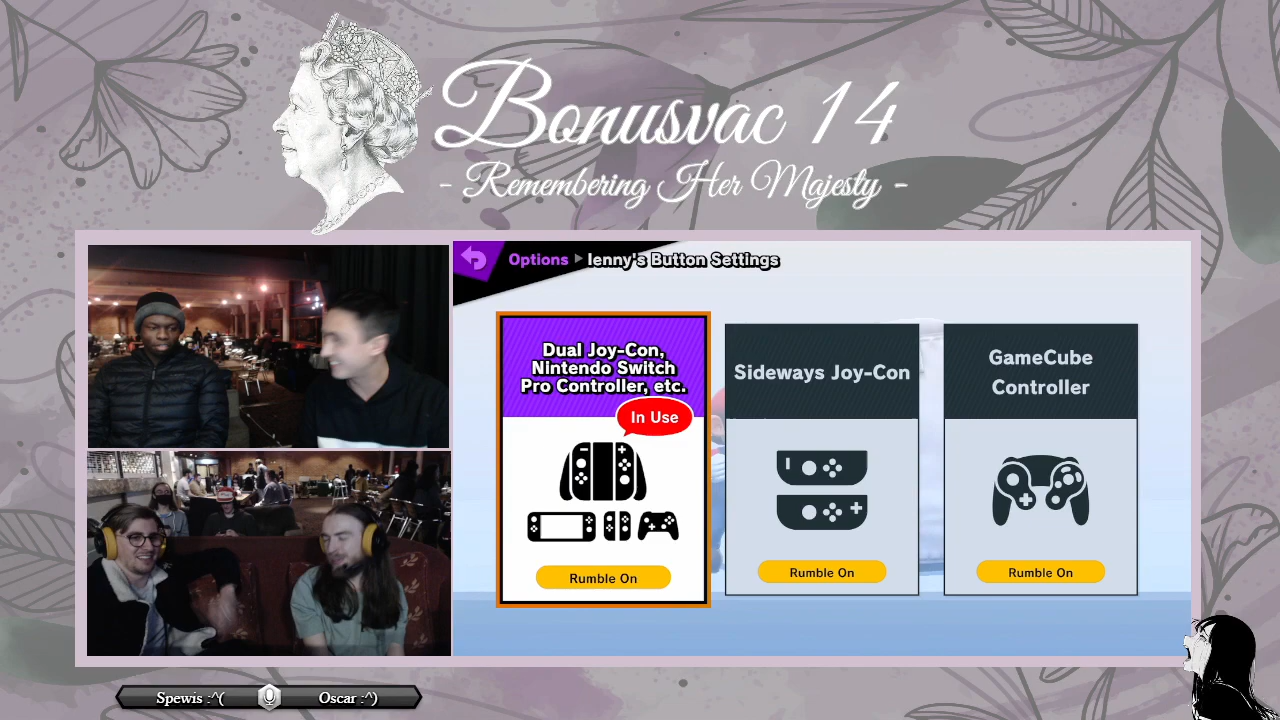 Bonusvac 14
- Remembering Her Majesty -
Options ▸ Ienny's Button Settings
Dual Joy-Con,
Nintendo Switch
Pro Controller, etc.
In Use
Rumble On
Sideways Joy-Con
Rumble On
GameCube
Controller
Rumble On
Spewis :^( Oscar :^)